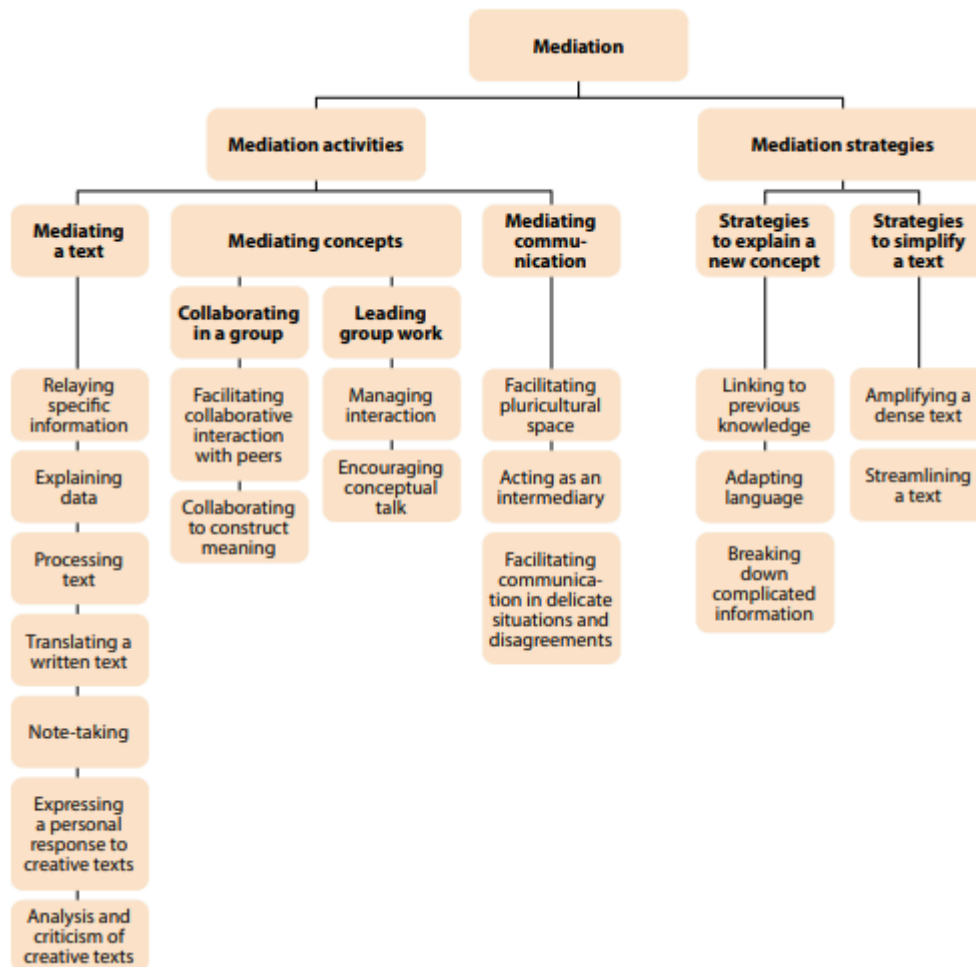 Mediation
Mediation activities
Mediation strategies
Mediating
a text
Mediating concepts
Mediating
commu-
nication
Strategies
to explain a
new concept
Strategies
to simplify
a text
Collaborating
in a group
Leading
group work
Relaying
specific
information
Explaining
data
Processing
text
Translating a
written text
Note-taking
Expressing
a personal
response to
creative texts
Analysis and
criticism of
creative texts
Facilitating
collaborative
interaction
with peers
Collaborating
to construct
meaning
Managing
interaction
Encouraging
conceptual
talk
Facilitating
pluricultural
space
Acting as an
intermediary
Facilitating
communica-
tion in delicate
situations and
disagreements
Linking to
previous
knowledge
Adapting
language
Breaking
down
complicated
information
Amplifying a
dense text
Streamlining
a text